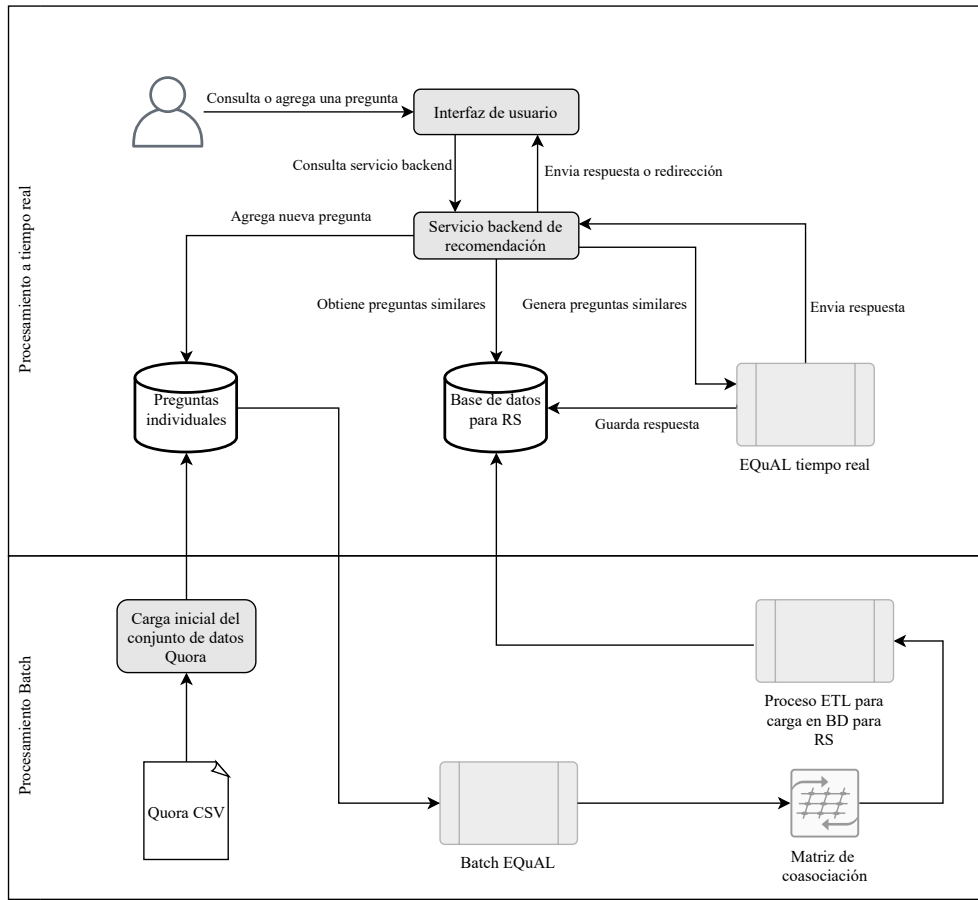 Procesamiento a tiempo real
Consulta o agrega una pregunta
Interfaz de usuario
Consulta servicio backend
Envia respuesta o redirección
Agrega nueva pregunta
Servicio backend de
recomendación
Obtiene preguntas similares
Genera preguntas similares
Envia respuesta
Preguntas
individuales
Base de datos
para RS
Guarda respuesta
EQuAL tiempo real
Procesamiento Batch
Carga inicial del
conjunto de datos
Quora
Proceso ETL para
carga en BD para
RS
Quora CSV
Batch EQuAL
Matriz de
coasociación